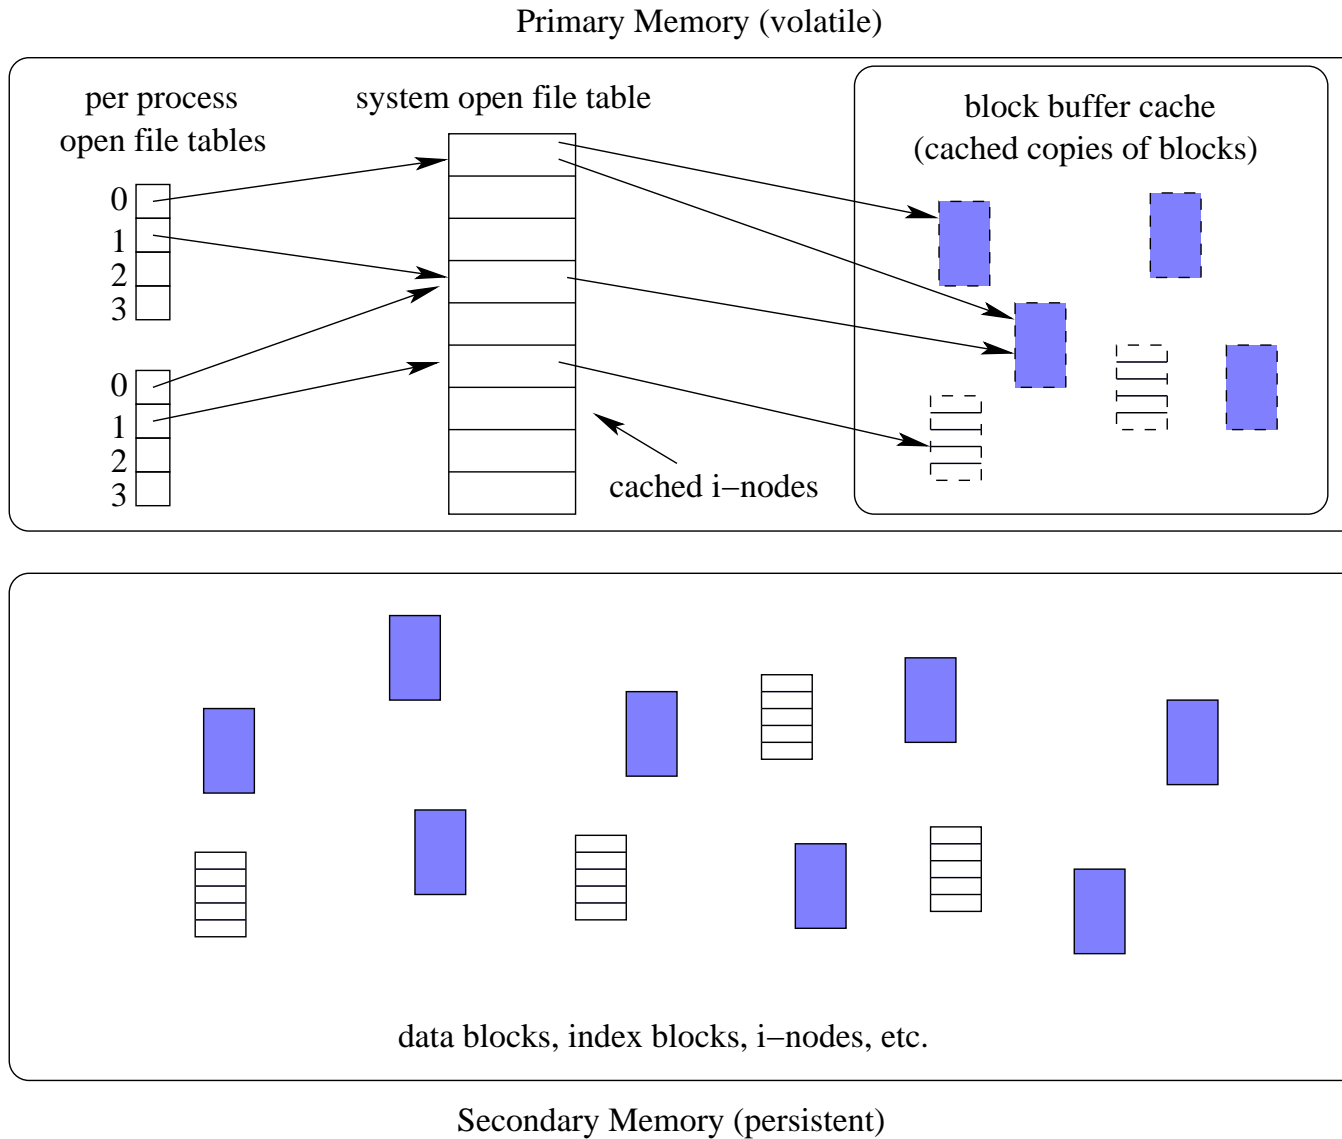 Primary Memory (volatile)
per process
open file tables
system open file table
block buffer cache
(cached copies of blocks)
0
1
2
3
0
1
2
3
cached i−nodes
data blocks, index blocks, i−nodes, etc.
Secondary Memory (persistent)